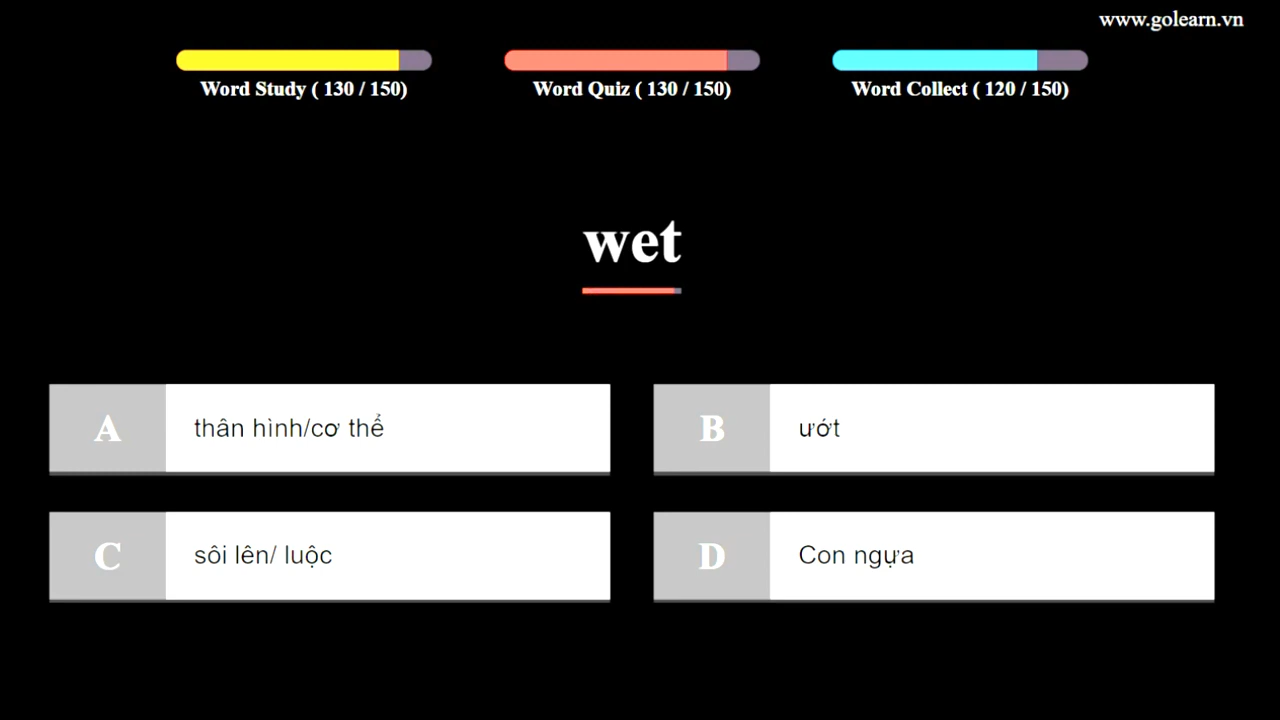 www.golearn.vn
Word Study ( 130 / 150)
Word Quiz ( 130 / 150)
Word Collect ( 120 / 150)
wet
A thân hình/cơ thể
B ướt
C sôi lên/ luộc
D Con ngựa